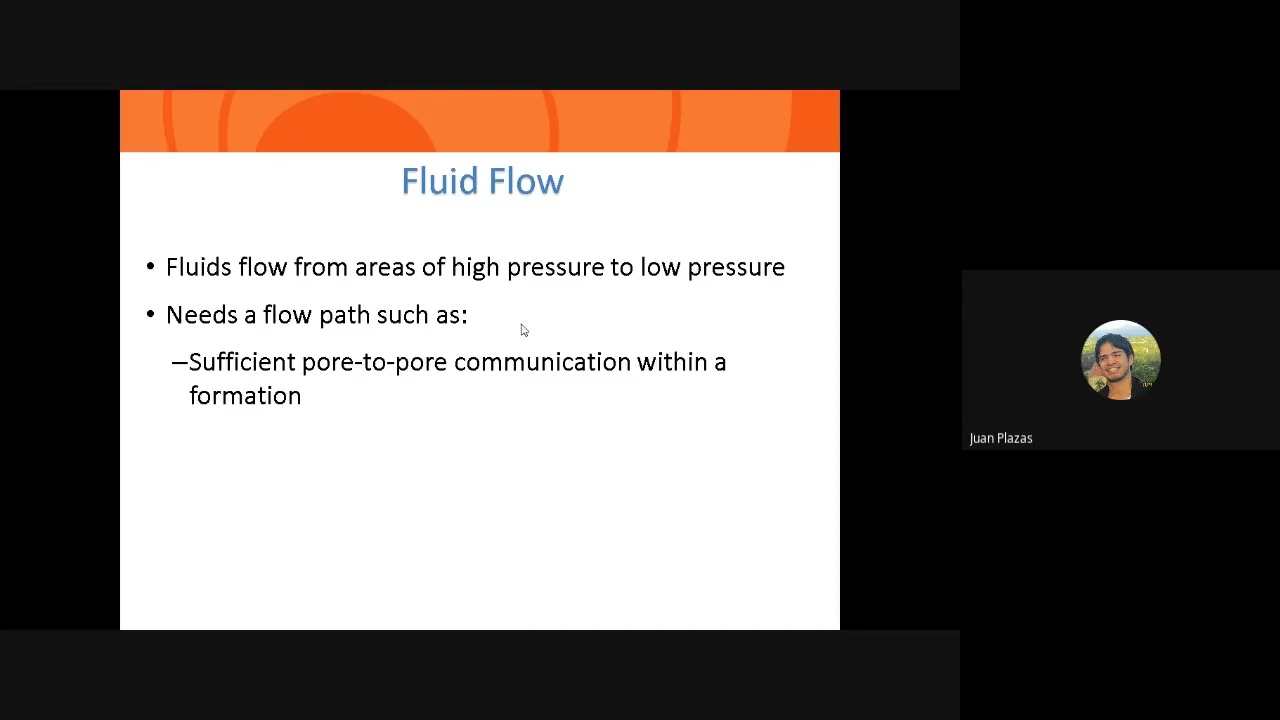 Fluid Flow
• Fluids flow from areas of high pressure to low pressure
• Needs a flow path such as:
–Sufficient pore-to-pore communication within a
formation
Juan Plazas